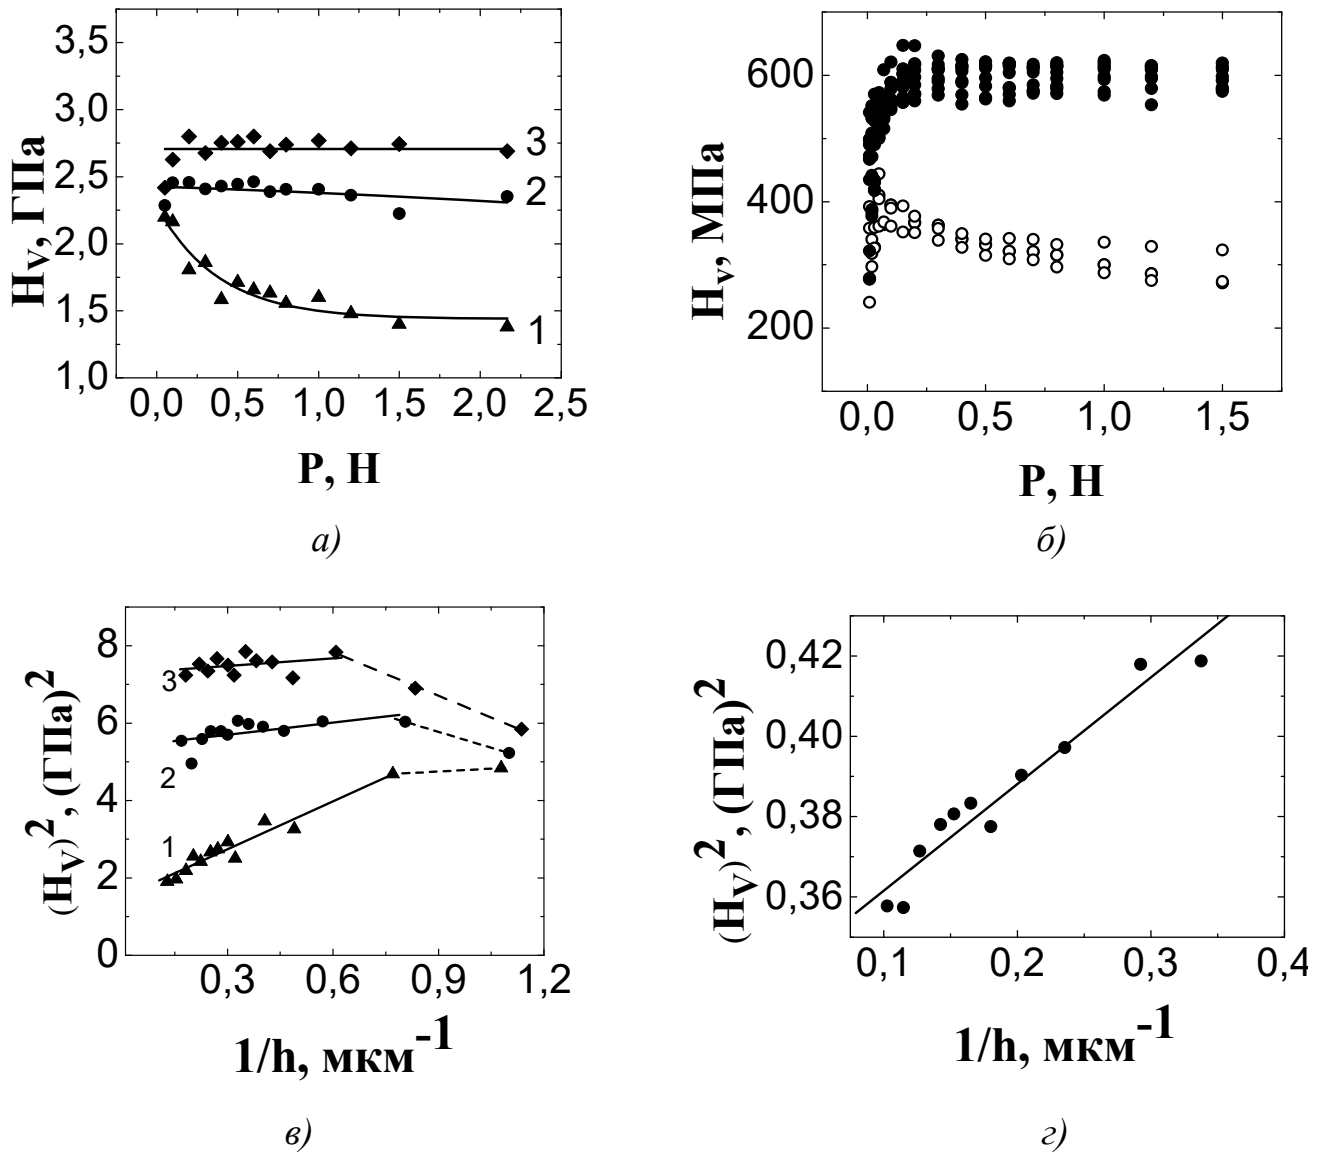 3,5
3,0
2,5
2,0
1,5
1,0
H_V, ГПа
3
2
1
0,0 0,5 1,0 1,5 2,0 2,5
P, Н
а)
600
400
200
H_v, МПа
0,0 0,5 1,0 1,5
P, Н
б)
8
6
4
2
0
(H_V)^2, (ГПа)^2
3
2
1
0,3 0,6 0,9 1,2
1/h, мкм^-1
в)
0,42
0,40
0,38
0,36
(H_V)^2, (ГПа)^2
0,1 0,2 0,3 0,4
1/h, мкм^-1
г)